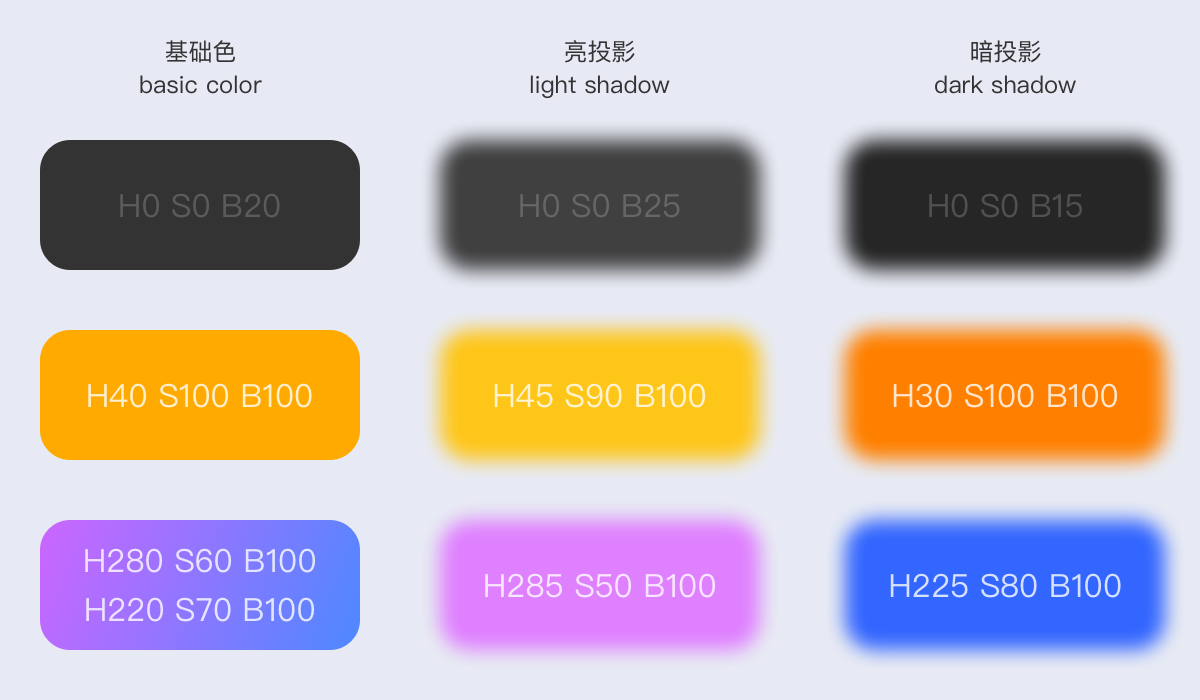 基础色
basic color
亮投影
light shadow
暗投影
dark shadow
H0 S0 B20
H0 S0 B25
H0 S0 B15
H40 S100 B100
H45 S90 B100
H30 S100 B100
H280 S60 B100
H220 S70 B100
H285 S50 B100
H225 S80 B100